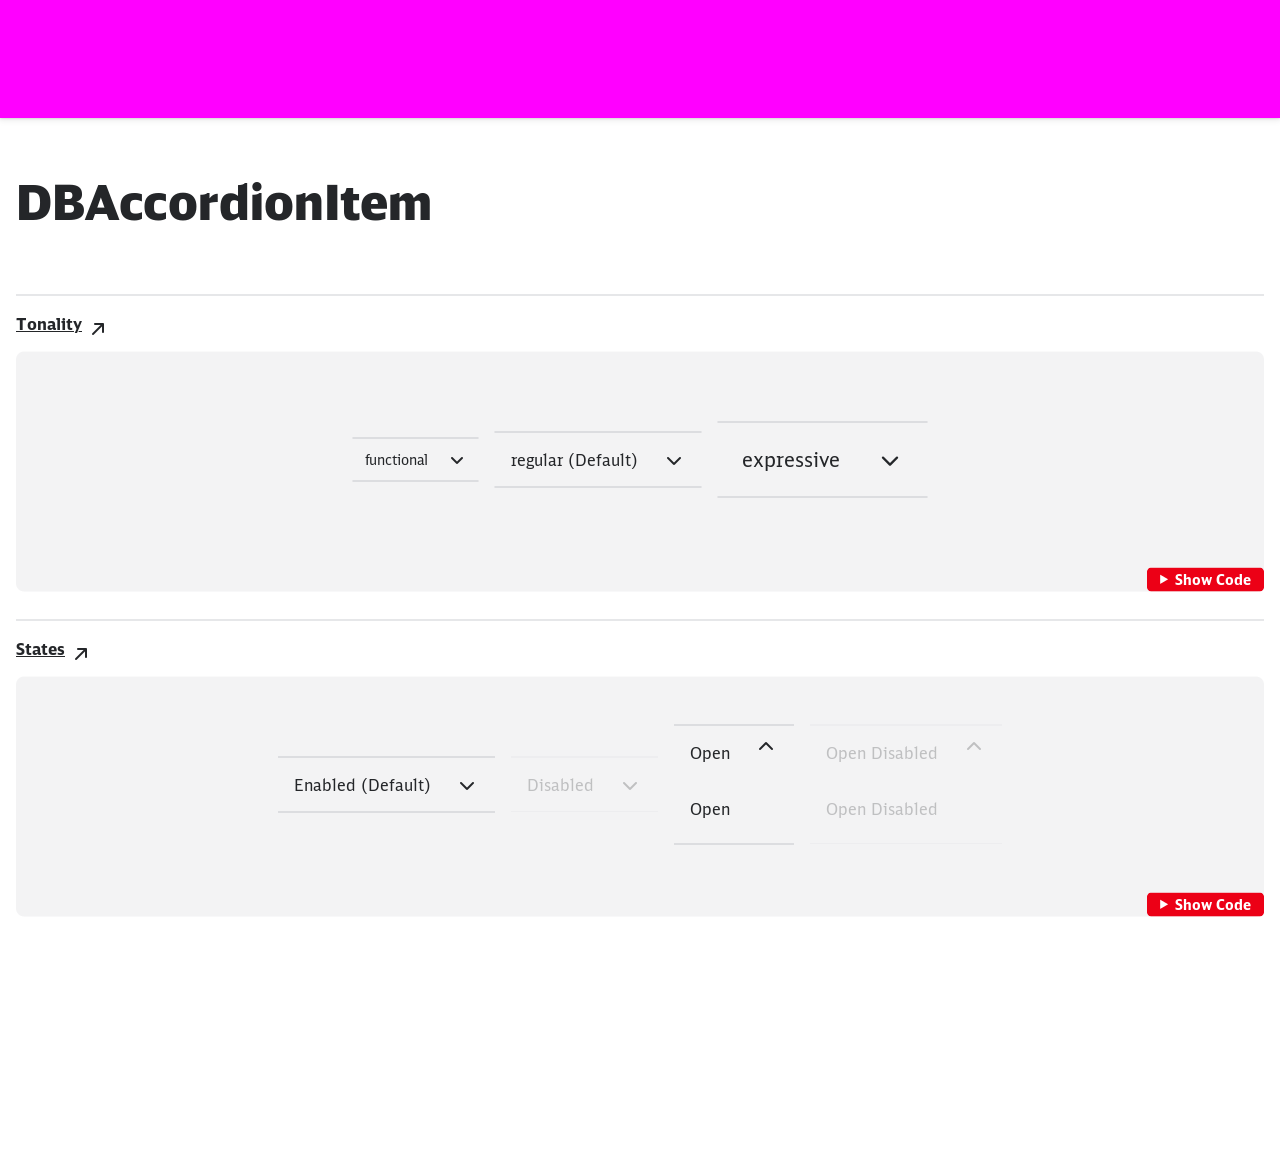 DBAccordionItem
Tonality
functional
regular (Default)
expressive
Show Code
States
Enabled (Default)
Disabled
Open
Open
Open Disabled
Open Disabled
Show Code